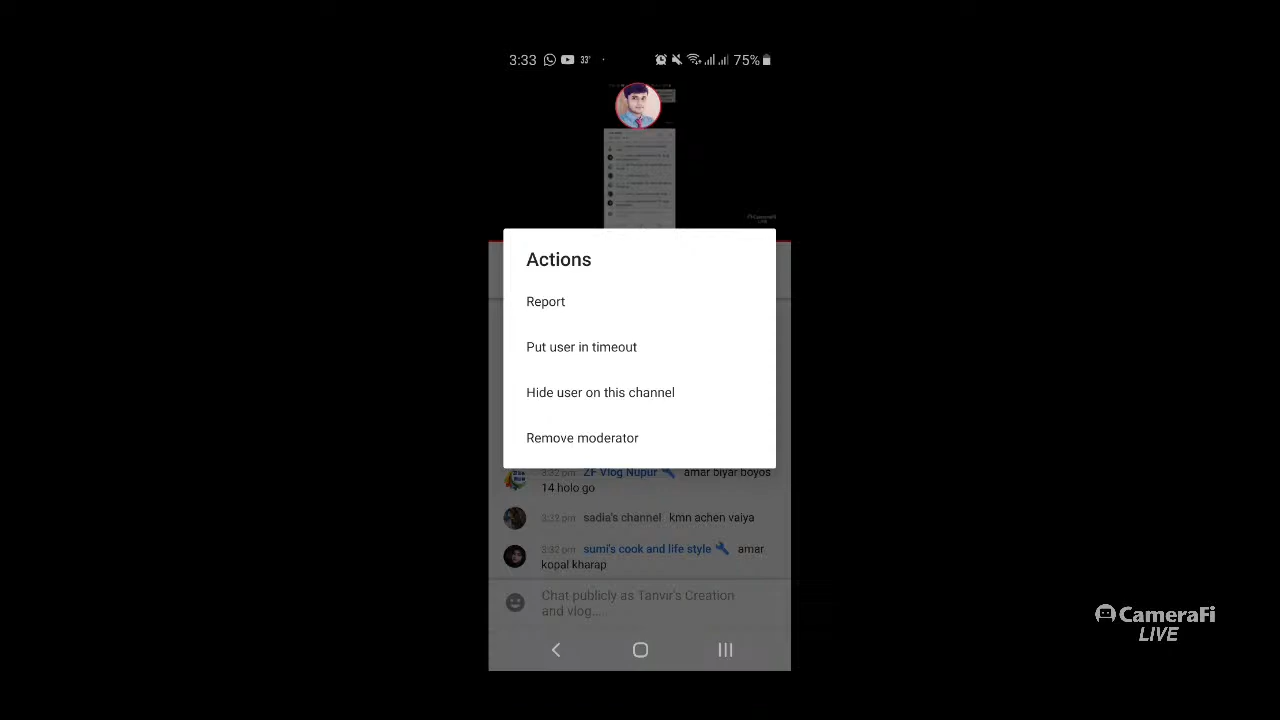 3:33 33° 75%
CameraFi
LIVE
Actions
Report
Put user in timeout
Hide user on this channel
Remove moderator
3:32 pm ZF Vlog Nupur amar biyar boyos
14 holo go
3:32 pm sadia's channel kmn achen vaiya
3:32 pm sumi's cook and life style amar
kopal kharap
Chat publicly as Tanvir's Creation
and vlog.....
CameraFi
LIVE